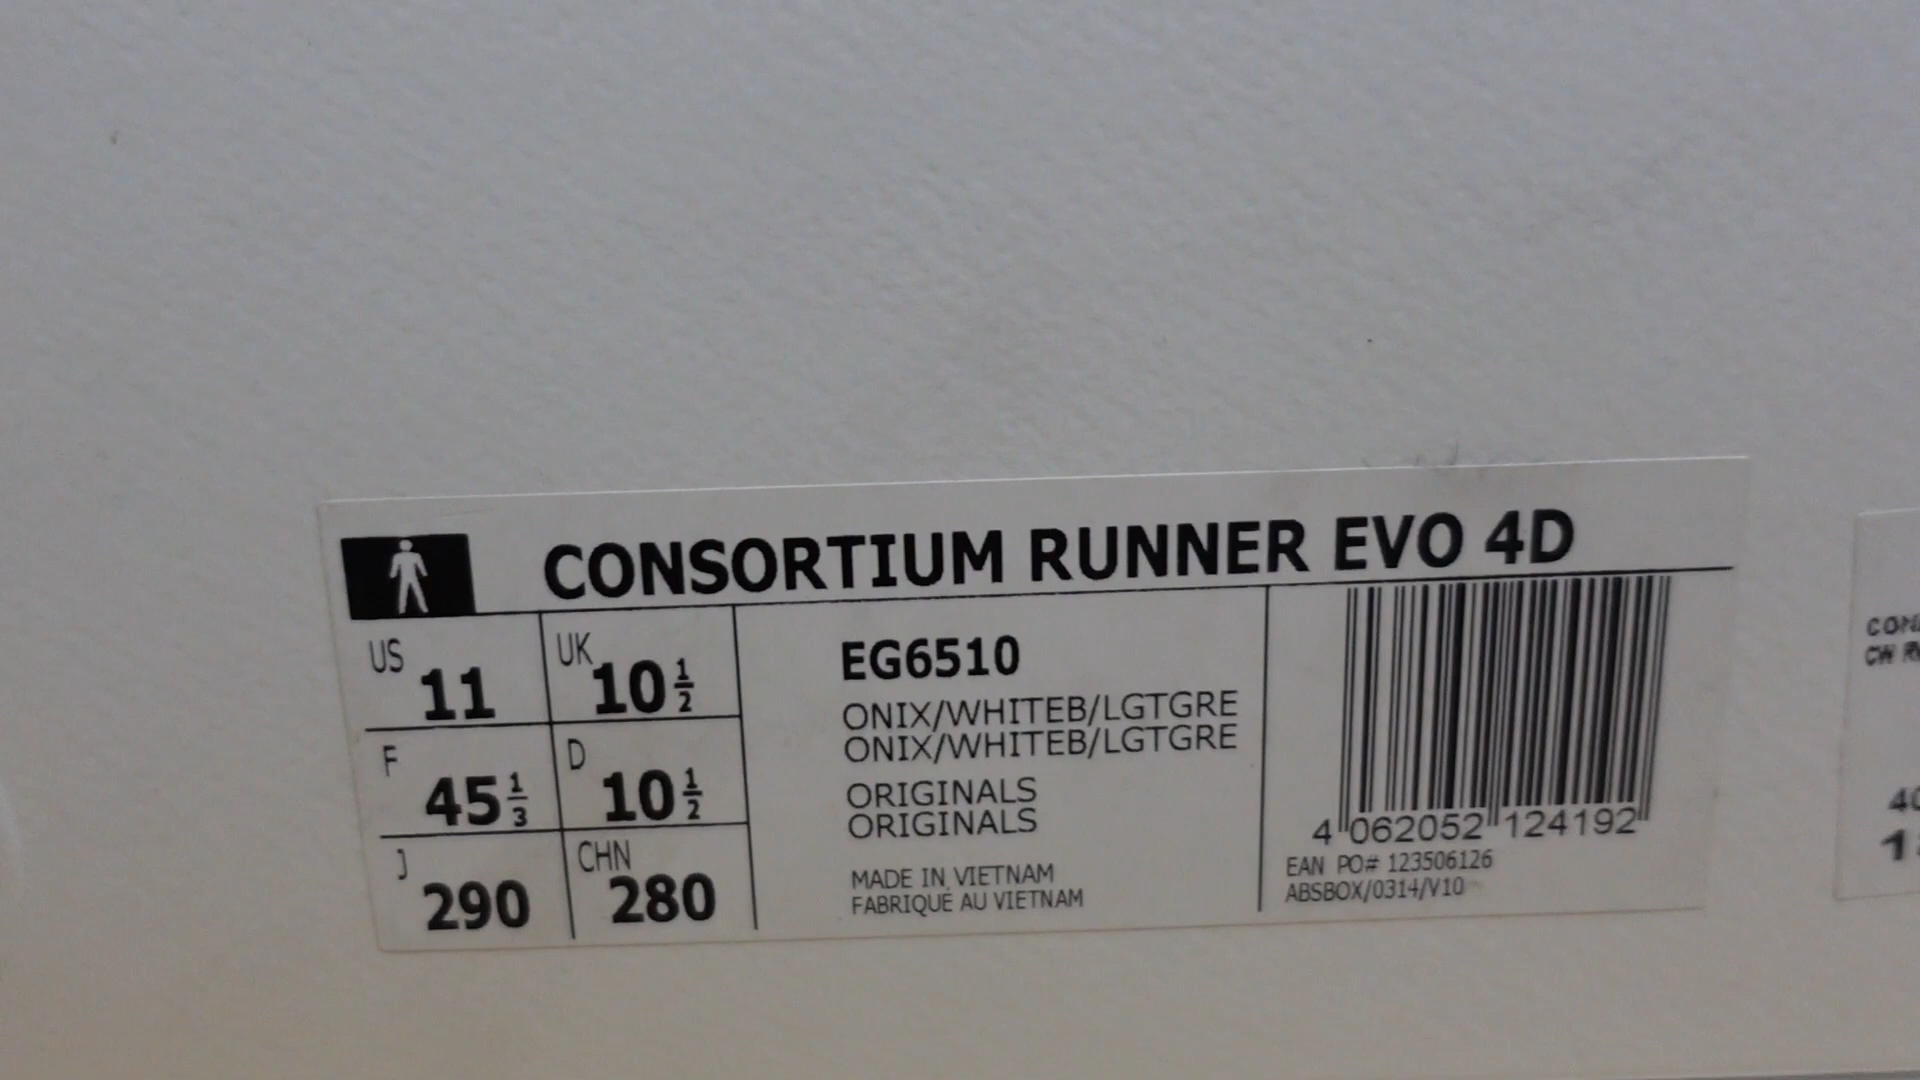 CONSORTIUM RUNNER EVO 4D
US 11 UK 10 1/2
F 45 1/3 D 10 1/2
J 290 CHN 280
EG6510
ONIX/WHITEB/LGTGRE
ONIX/WHITEB/LGTGRE
ORIGINALS
ORIGINALS
MADE IN VIETNAM
FABRIQUÉ AU VIETNAM
4 062052 124192
EAN PO# 123506126
ABSBOX/0314/V10
CW